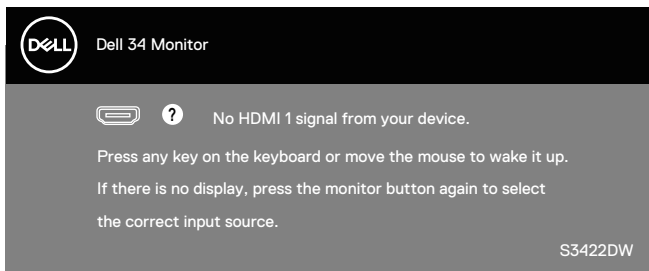 DELL
Dell 34 Monitor
? No HDMI 1 signal from your device.
Press any key on the keyboard or move the mouse to wake it up.
If there is no display, press the monitor button again to select
the correct input source.
S3422DW